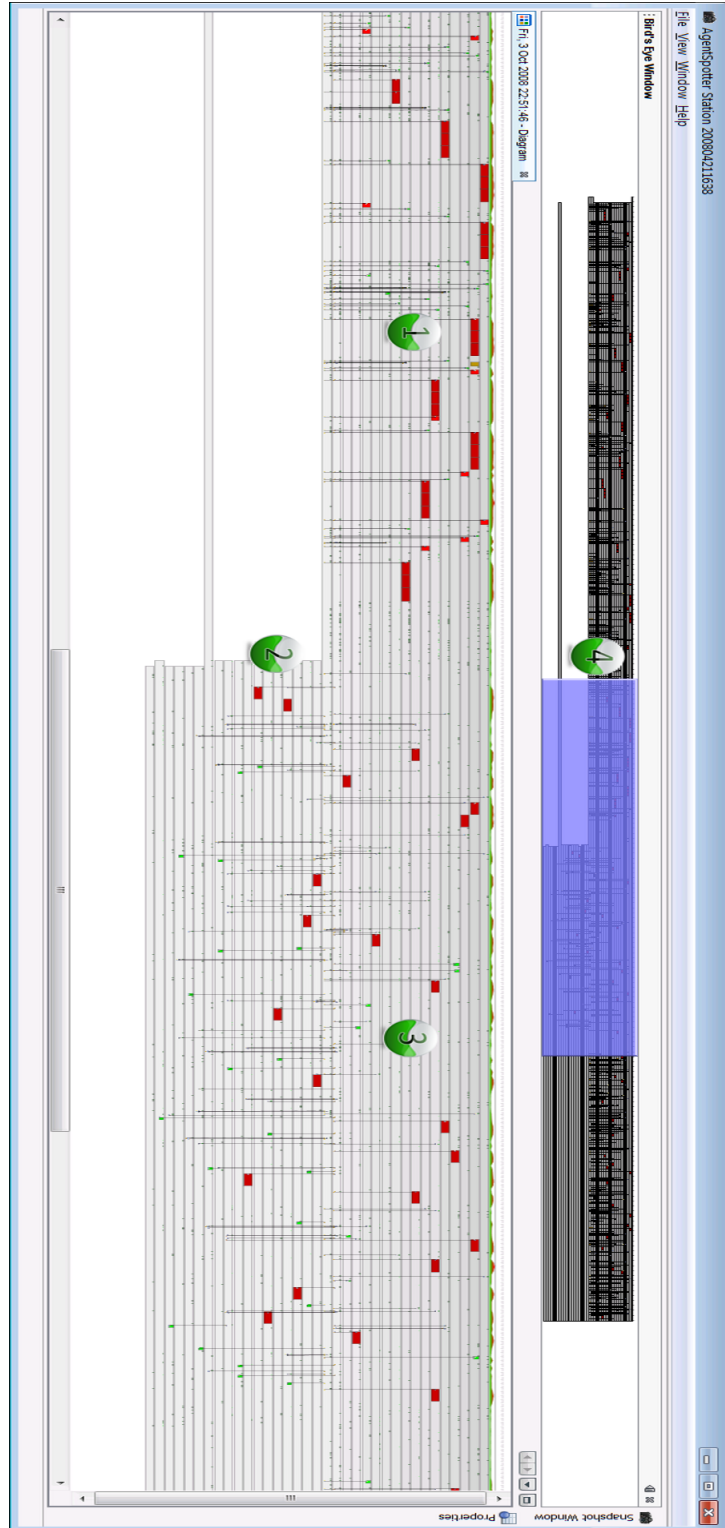 AgentSpotter Station 200804211638
File View Window Help
Bird's Eye Window
4
Fri, 3 Oct 2008 22:51:46 - Diagram
1
2
3
Snapshot Window
Properties